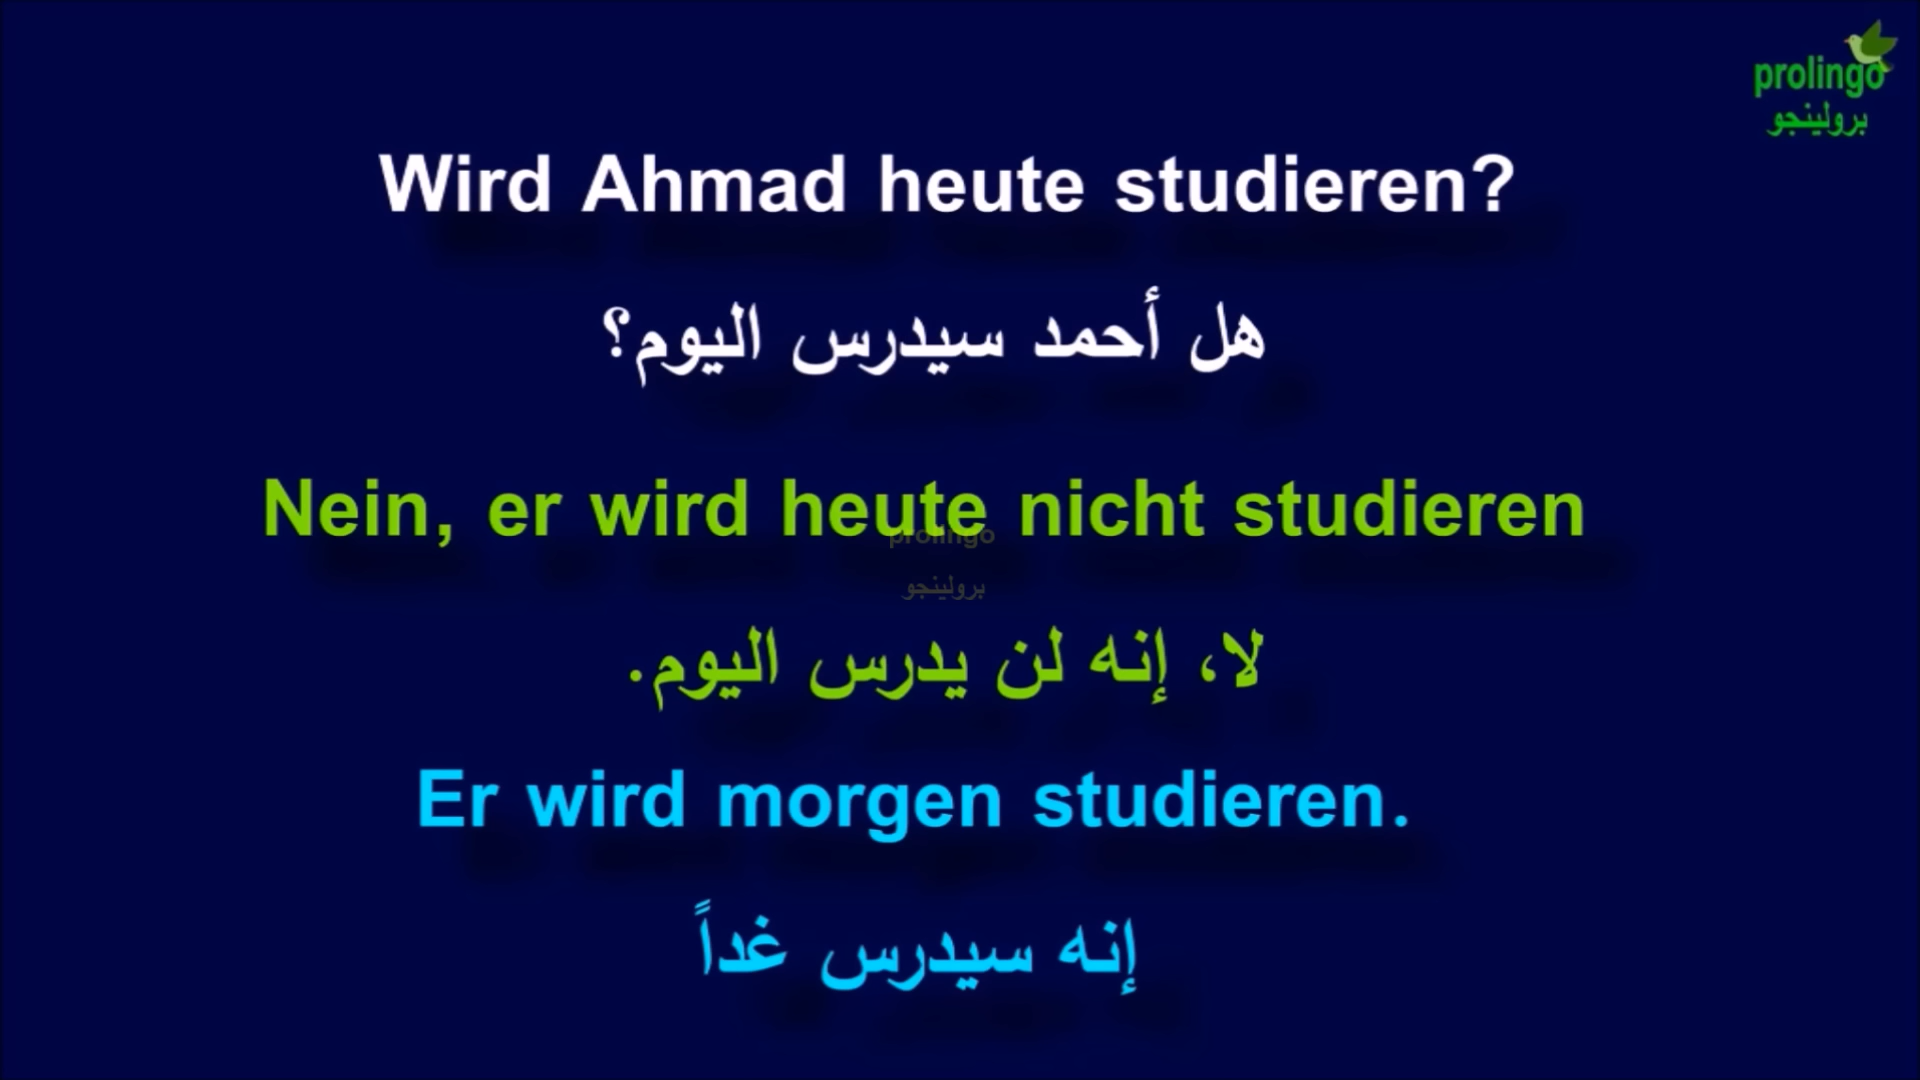 prolingo
برولينجو
Wird Ahmad heute studieren?
هل أحمد سيدرس اليوم؟
Nein, er wird heute nicht studieren
prolingo
برولينجو
لا، إنه لن يدرس اليوم.
Er wird morgen studieren.
إنه سيدرس غداً